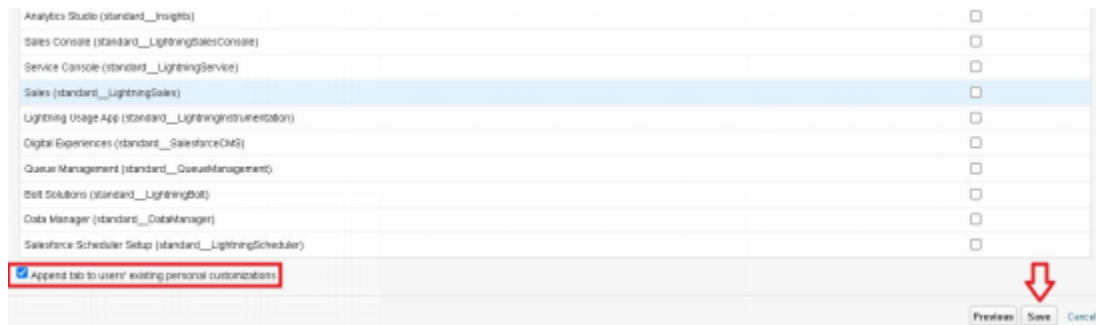 Analytics Studio (standard__Insights)
Sales Console (standard__LightningSalesConsole)
Service Console (standard__LightningService)
Sales (standard__LightningSales)
Lightning Usage App (standard__LightningInstrumentation)
Digital Experiences (standard__SalesforceCMS)
Queue Management (standard__QueueManagement)
Bolt Solutions (standard__LightningBolt)
Data Manager (standard__DataManager)
Salesforce Scheduler Setup (standard__LightningScheduler)
Append tab to users' existing personal customizations
Previous Save Cancel